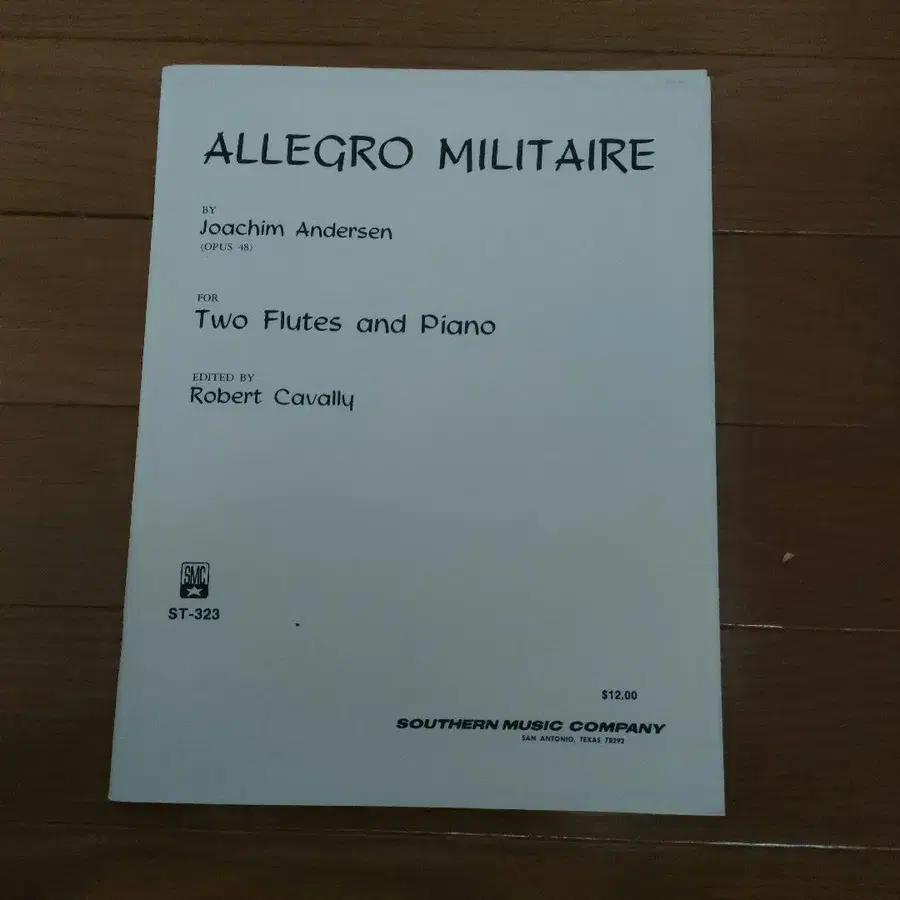 ALLEGRO MILITAIRE
BY
Joachim Andersen
(OPUS 48)
FOR
Two Flutes and Piano
EDITED BY
Robert Cavally
SMC
ST-323
$12.00
SOUTHERN MUSIC COMPANY
SAN ANTONIO, TEXAS 78292